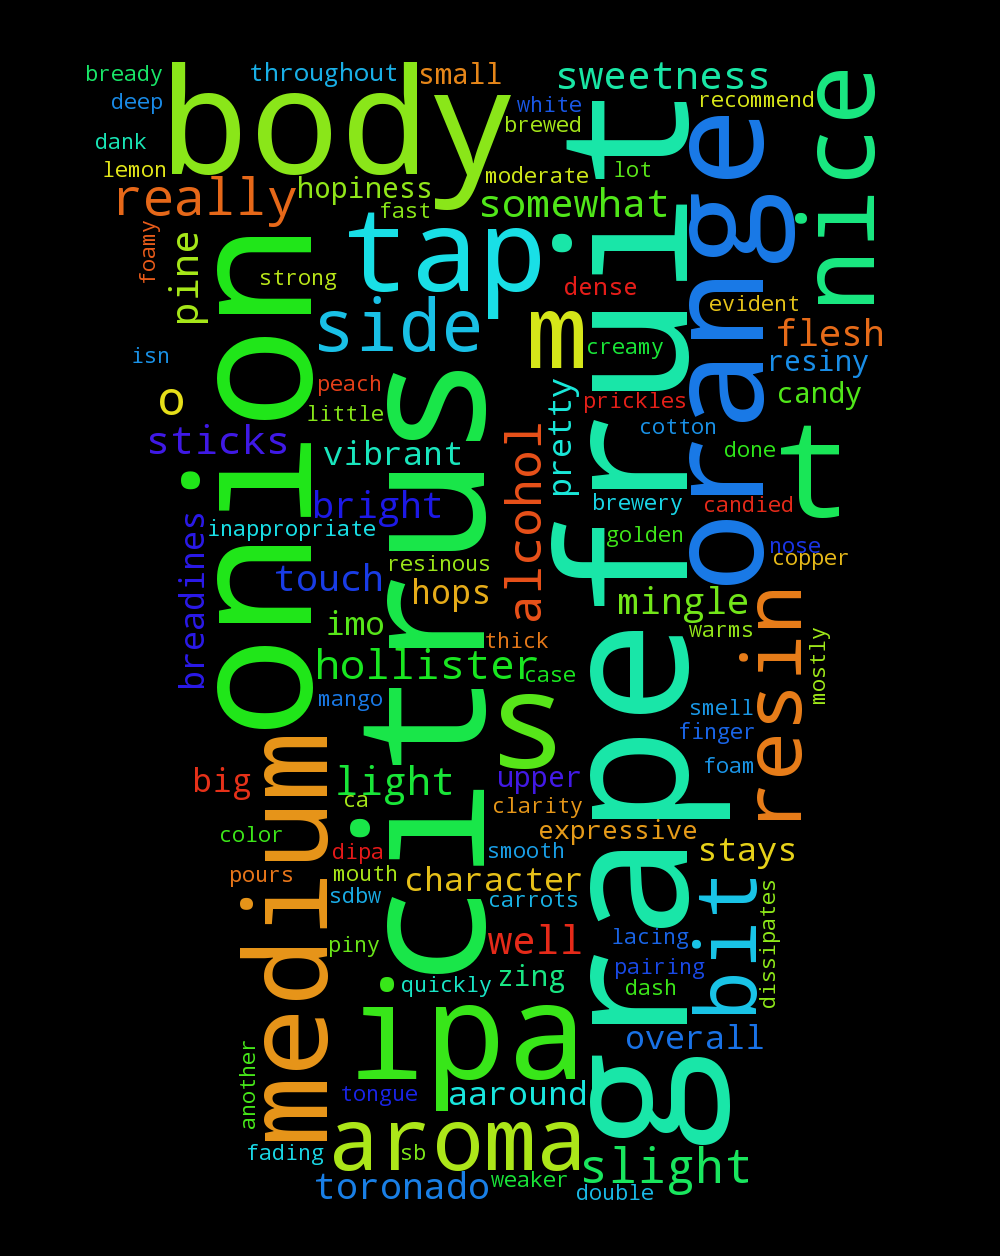 bready
throughout
small
sweetness
nice
body
deep
white
recommend
brewed
dank
lemon
moderate
lot
really
hopiness
fast
somewhat
grapefruit
orange
foamy
pine
tap
strong
dense
evident
onion
side
m
flesh
isn
creamy
resiny
peach
o
little
pretty
prickles
candy
citrus
cotton
sticks
vibrant
alcohol
done
t
bright
brewery
candied
breadines
inappropriate
golden
nose
copper
resinous
touch
hops
mingle
resin
imo
thick
warms
mostly
hollister
case
mango
s
smell
finger
medium
big
light
upper
foam
ca
clarity
color
expressive
dipa
smooth
stays
pours
mouth
character
bit
sdbw
carrots
dissipates
piny
well
lacing
zing
pairing
quickly
dash
ipa
overall
another
tongue
aaround
aroma
fading
sb
slight
toronado
weaker
double